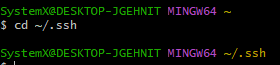 SystemX@DESKTOP-JGEHNIT MINGW64 ~
$ cd ~/.ssh
SystemX@DESKTOP-JGEHNIT MINGW64 ~/.ssh